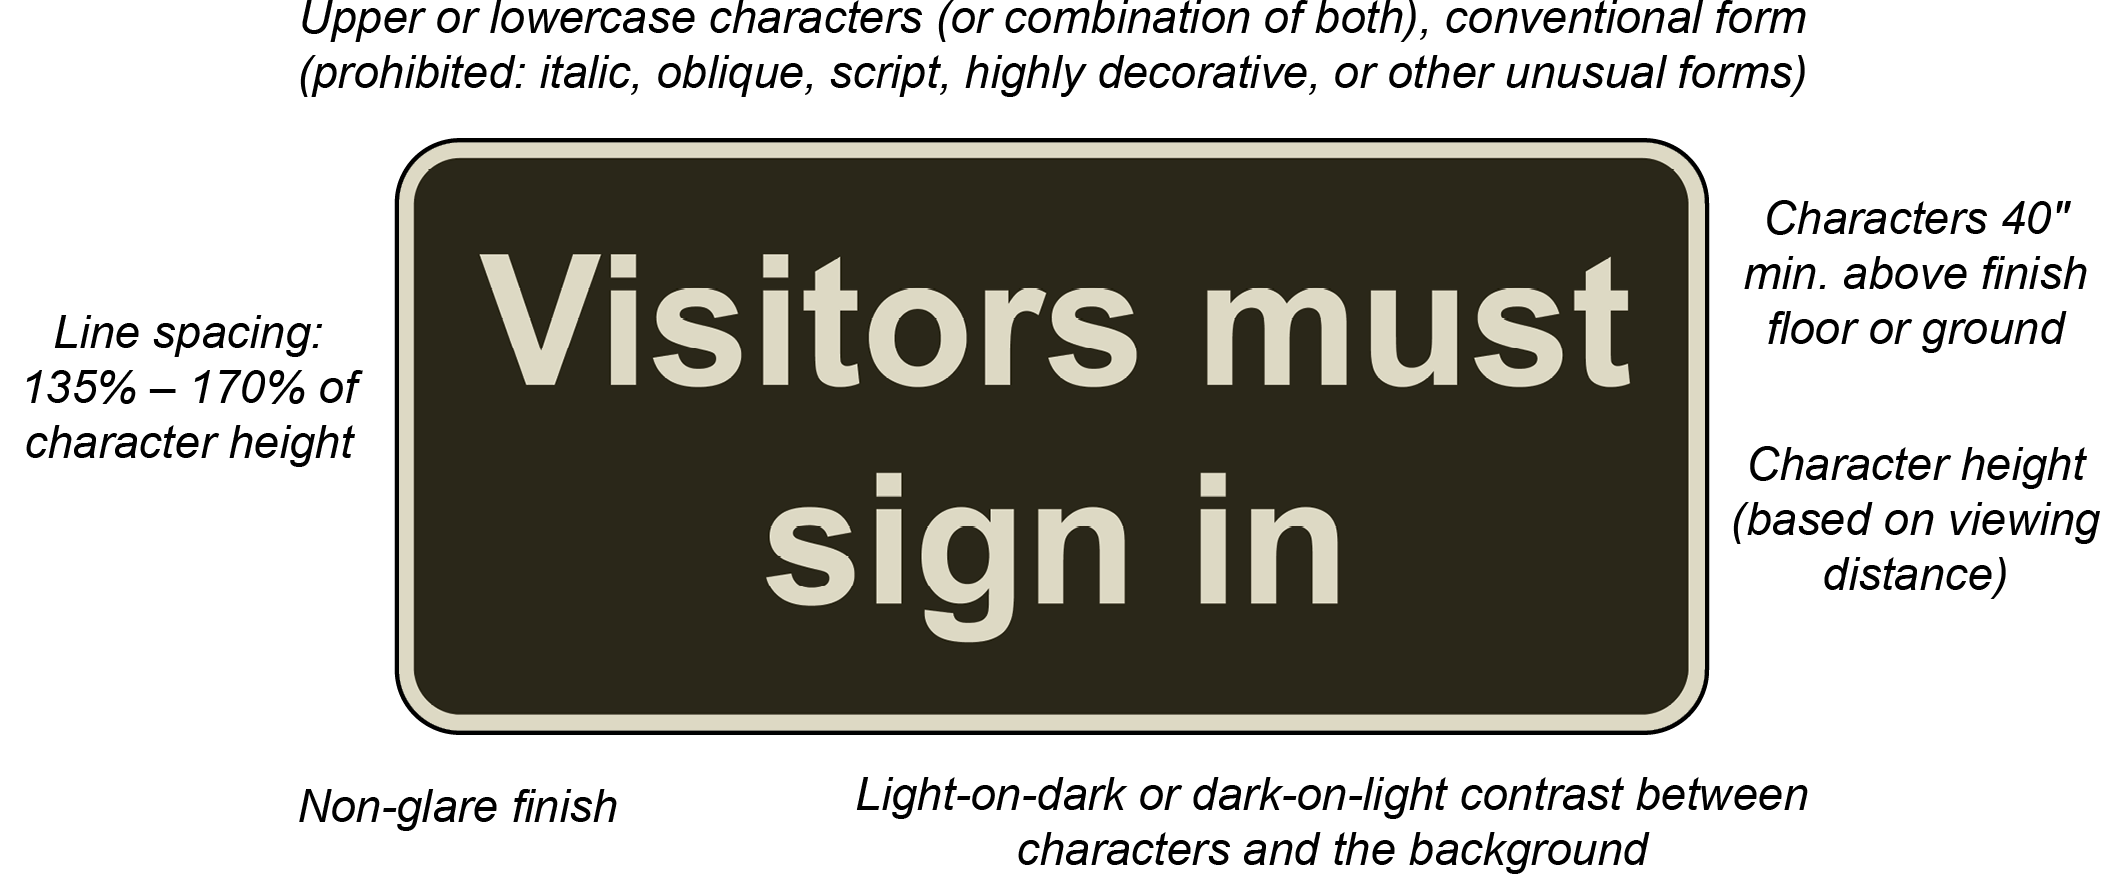 Upper or lowercase characters (or combination of both), conventional form
(prohibited: italic, oblique, script, highly decorative, or other unusual forms)
Line spacing:
135% – 170% of
character height
Visitors must
sign in
Characters 40"
min. above finish
floor or ground
Character height
(based on viewing
distance)
Non-glare finish
Light-on-dark or dark-on-light contrast between
characters and the background